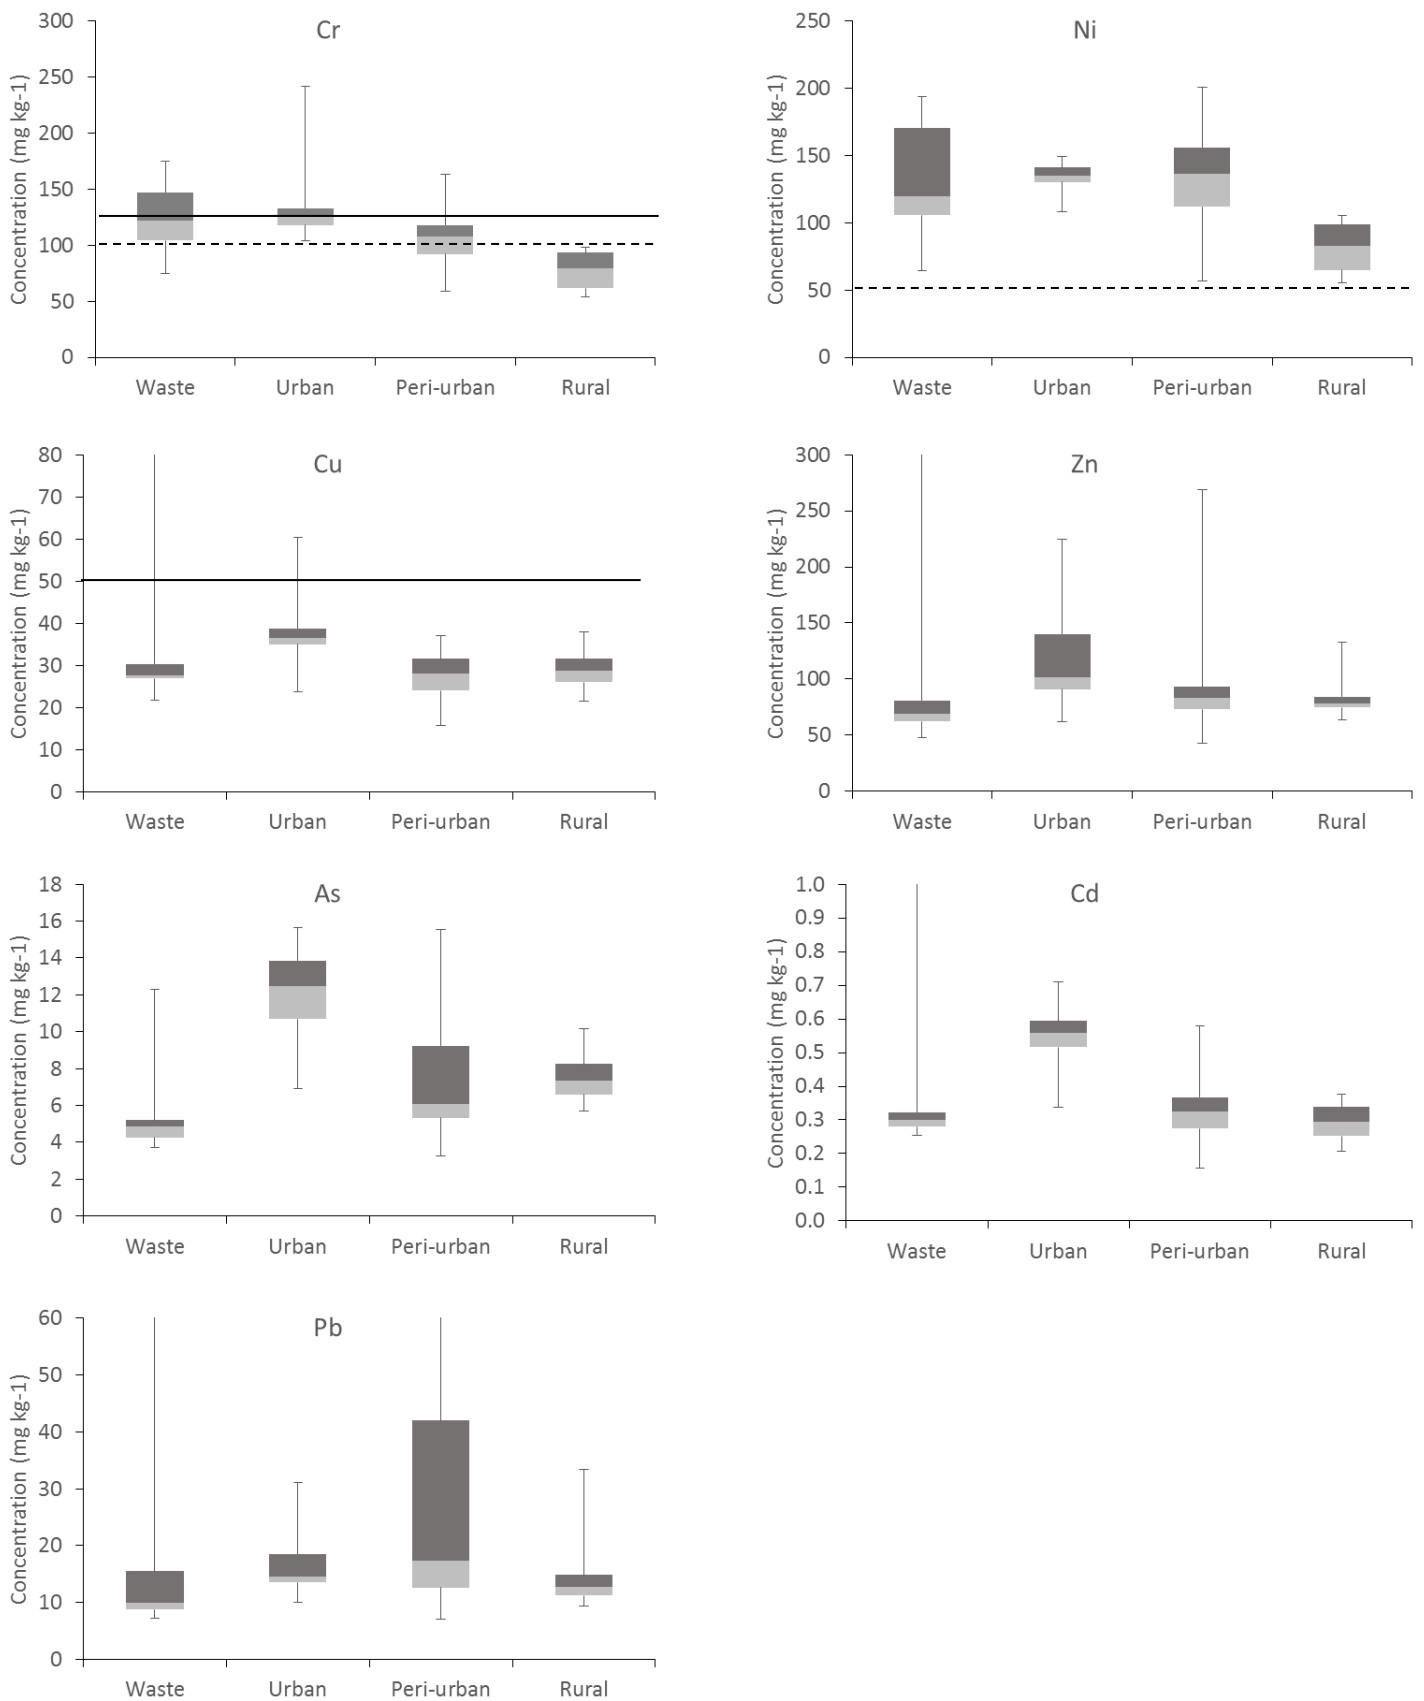 Cr
Concentration (mg kg-1)
300
250
200
150
100
50
0
Waste Urban Peri-urban Rural
Ni
Concentration (mg kg-1)
250
200
150
100
50
0
Waste Urban Peri-urban Rural
Cu
Concentration (mg kg-1)
80
70
60
50
40
30
20
10
0
Waste Urban Peri-urban Rural
Zn
Concentration (mg kg-1)
300
250
200
150
100
50
0
Waste Urban Peri-urban Rural
As
Concentration (mg kg-1)
18
16
14
12
10
8
6
4
2
0
Waste Urban Peri-urban Rural
Cd
Concentration (mg kg-1)
1.0
0.9
0.8
0.7
0.6
0.5
0.4
0.3
0.2
0.1
0.0
Waste Urban Peri-urban Rural
Pb
Concentration (mg kg-1)
60
50
40
30
20
10
0
Waste Urban Peri-urban Rural